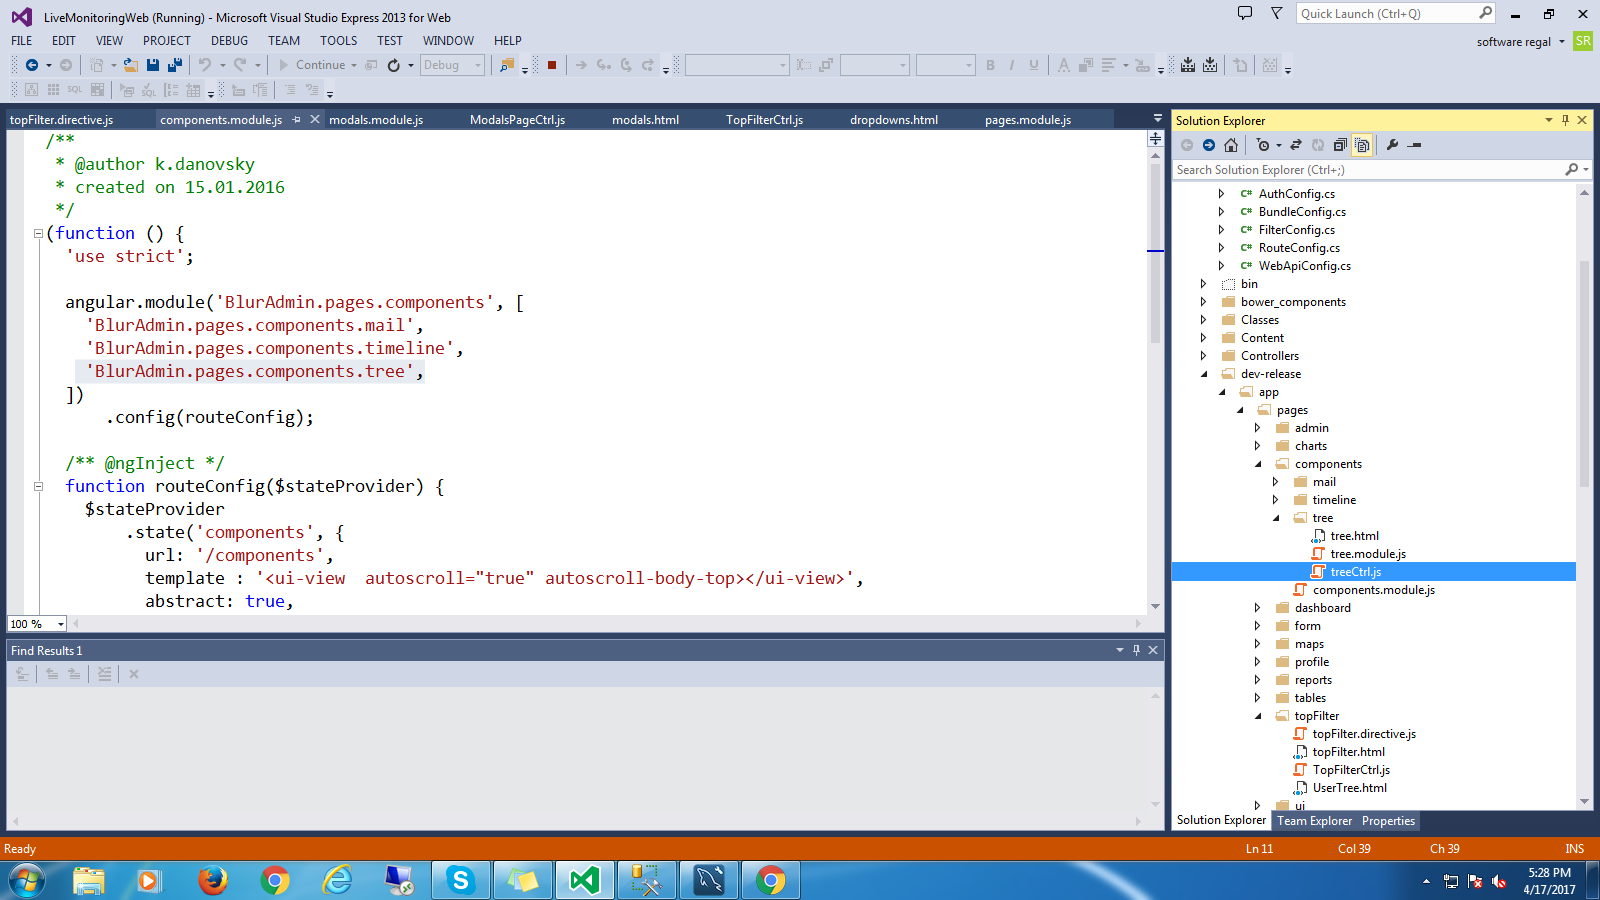 LiveMonitoringWeb (Running) - Microsoft Visual Studio Express 2013 for Web
Quick Launch (Ctrl+Q)
FILE EDIT VIEW PROJECT DEBUG TEAM TOOLS TEST WINDOW HELP
software regal SR
Continue Debug
B I U A
SQL
topFilter.directive.js components.module.js modals.module.js ModalsPageCtrl.js modals.html TopFilterCtrl.js dropdowns.html pages.module.js
/**
* @author k.danovsky
* created on 15.01.2016
*/
(function () {
'use strict';
angular.module('BlurAdmin.pages.components', [
'BlurAdmin.pages.components.mail',
'BlurAdmin.pages.components.timeline',
'BlurAdmin.pages.components.tree',
])
.config(routeConfig);
/** @ngInject */
function routeConfig($stateProvider) {
$stateProvider
.state('components', {
url: '/components',
template : '<ui-view  autoscroll="true" autoscroll-body-top></ui-view>',
abstract: true,
100 %
Find Results 1
Solution Explorer
Search Solution Explorer (Ctrl+;)
C# AuthConfig.cs
C# BundleConfig.cs
C# FilterConfig.cs
C# RouteConfig.cs
C# WebApiConfig.cs
bin
bower_components
Classes
Content
Controllers
dev-release
app
pages
admin
charts
components
mail
timeline
tree
tree.html
tree.module.js
treeCtrl.js
components.module.js
dashboard
form
maps
profile
reports
tables
topFilter
topFilter.directive.js
topFilter.html
TopFilterCtrl.js
UserTree.html
ui
Solution Explorer Team Explorer Properties
Ready Ln 11 Col 39 Ch 39 INS
5:28 PM
4/17/2017